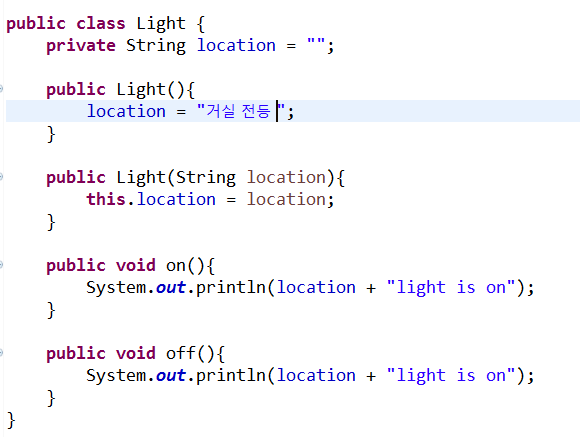 public class Light {
    private String location = "";
    public Light(){
        location = "거실 전등 ";
    }
    public Light(String location){
        this.location = location;
    }
    public void on(){
        System.out.println(location + "light is on");
    }
    public void off(){
        System.out.println(location + "light is on");
    }
}